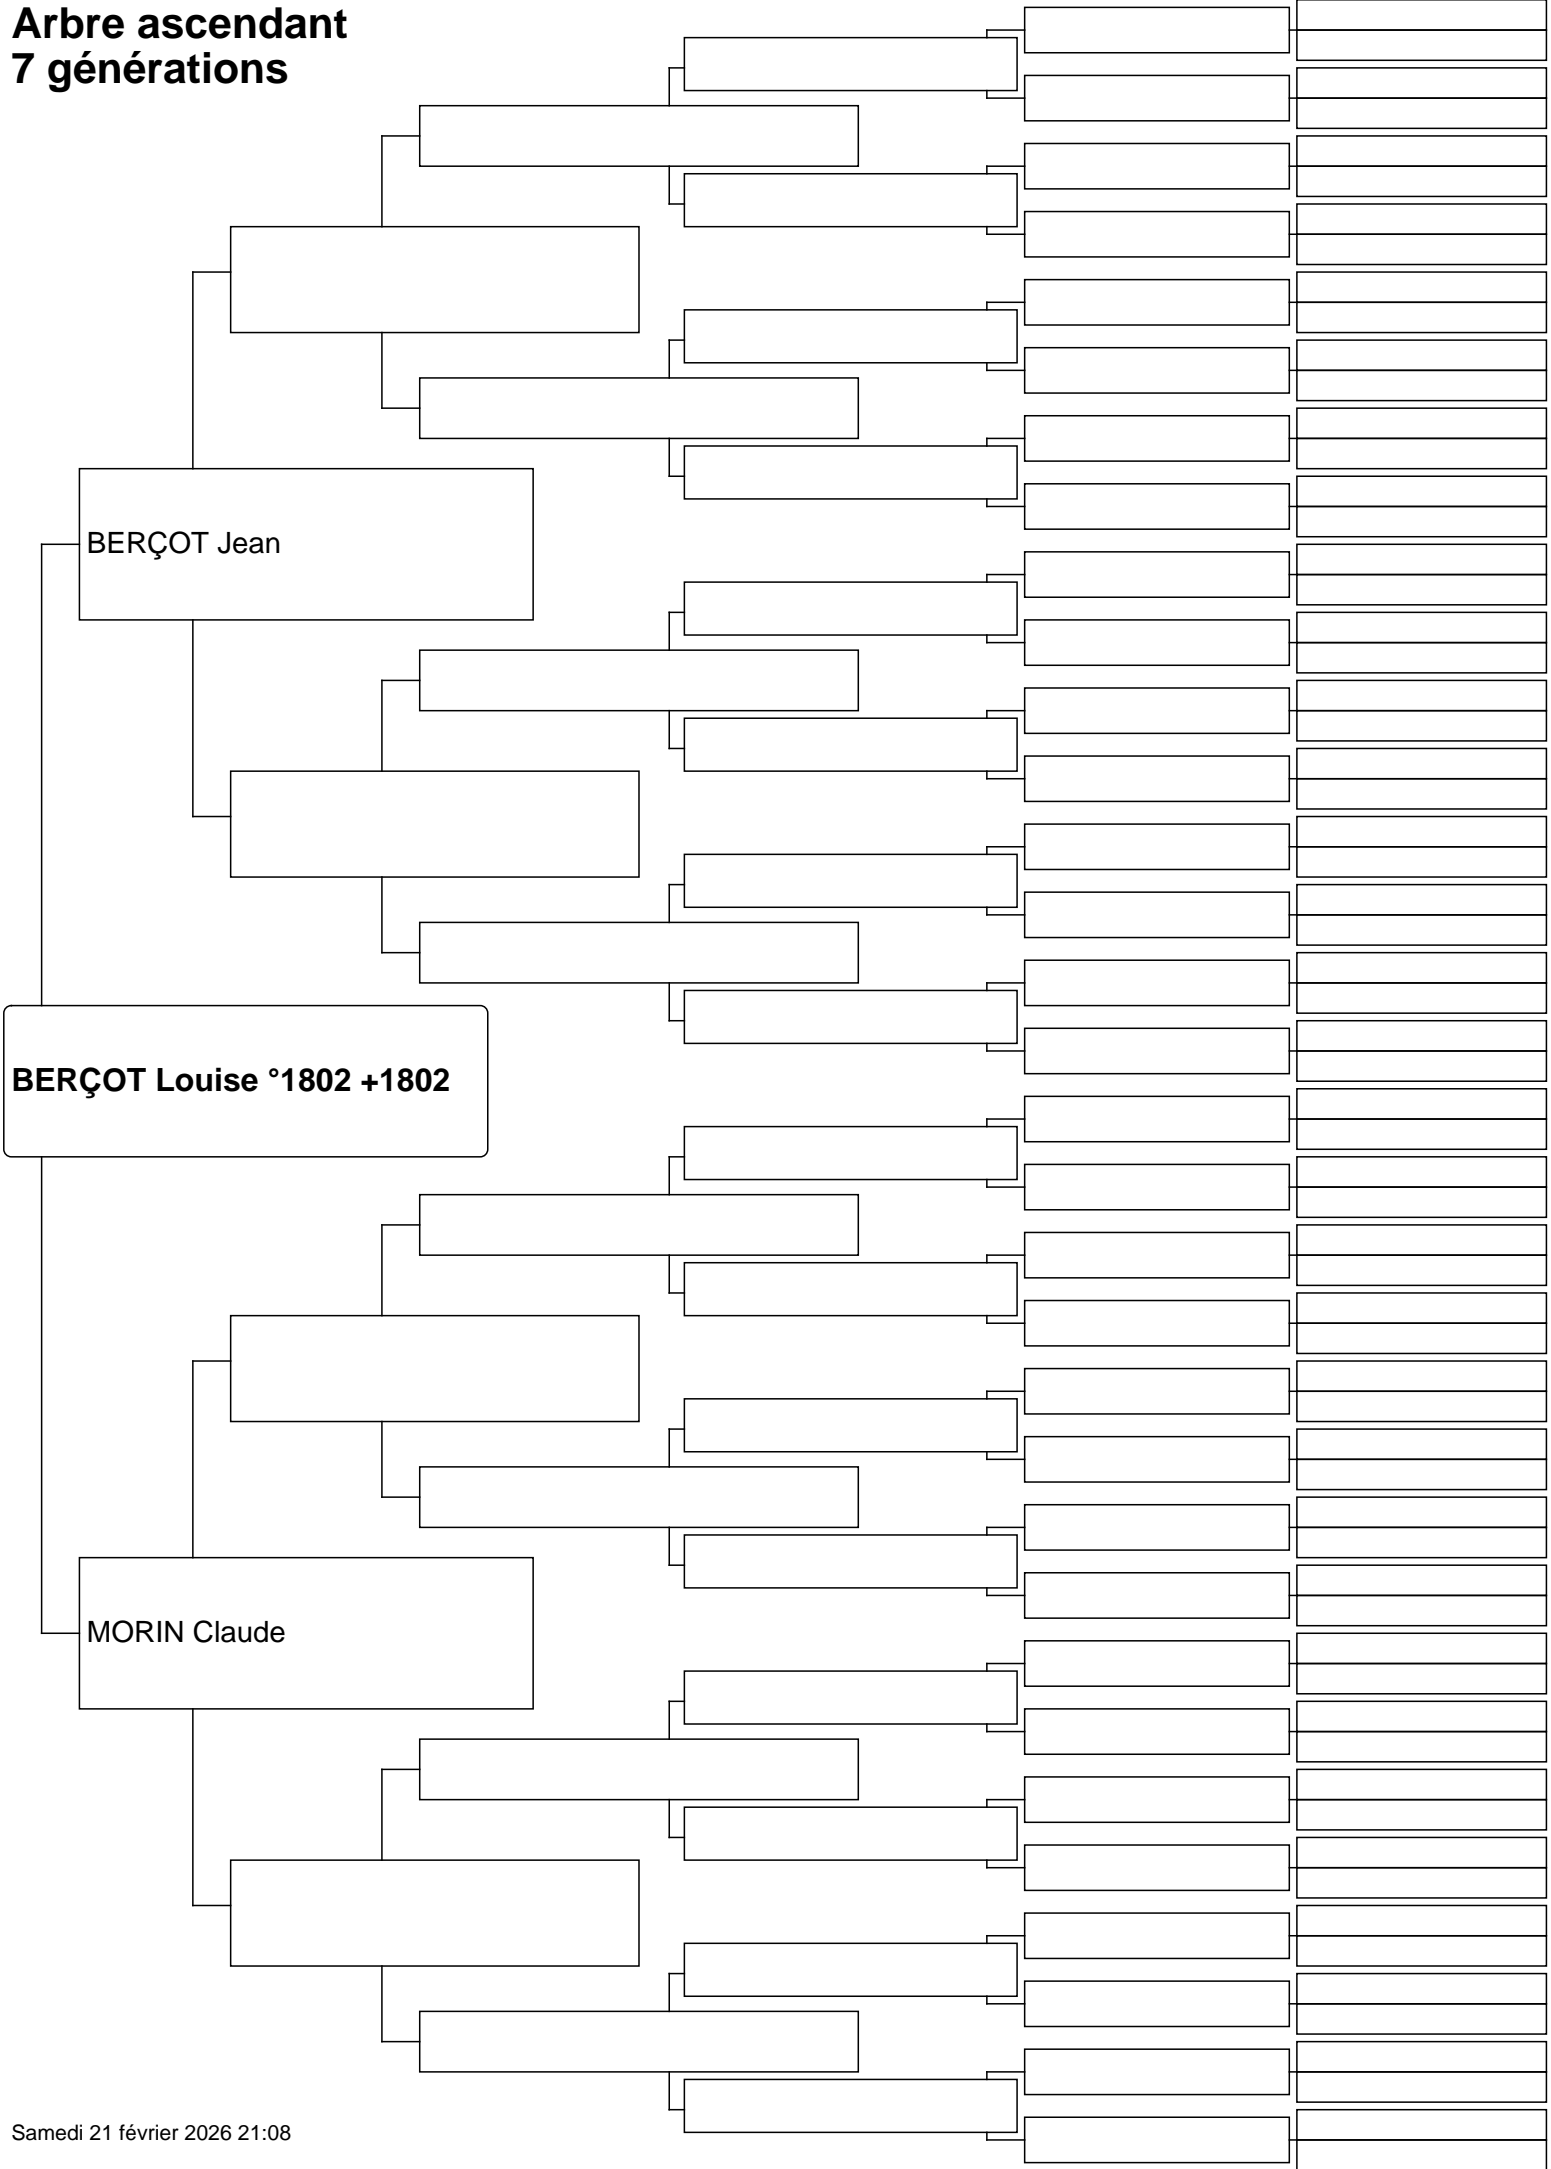 Arbre ascendant
7 générations
BERÇOT Jean
BERÇOT Louise °1802 +1802
MORIN Claude
Samedi 21 février 2026 21:08